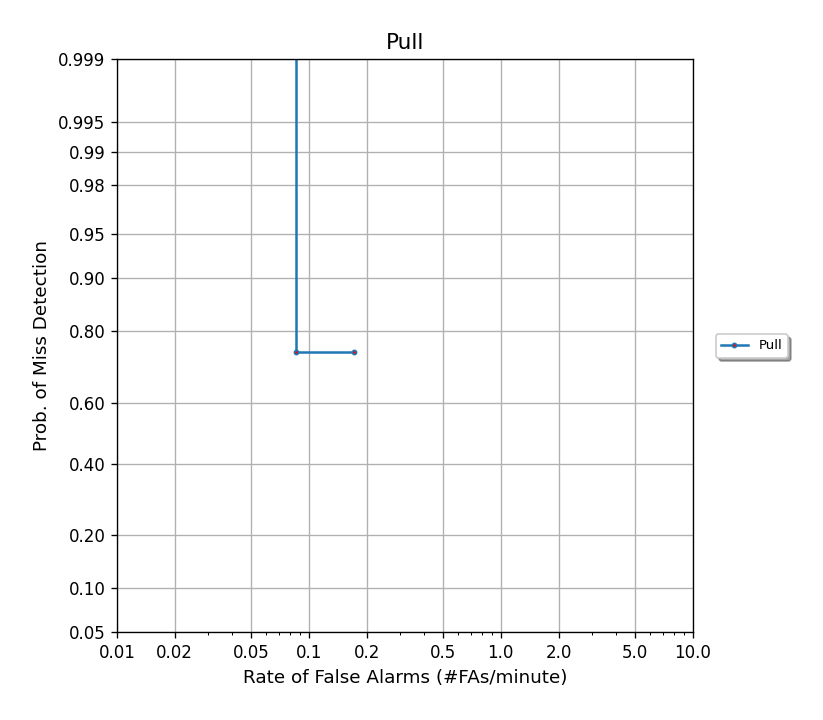 Pull
0.999
0.995
0.99
0.98
0.95
0.90
0.80
0.60
0.40
0.20
0.10
0.05
Prob. of Miss Detection
Pull
0.01 0.02 0.05 0.1 0.2 0.5 1.0 2.0 5.0 10.0
Rate of False Alarms (#FAs/minute)